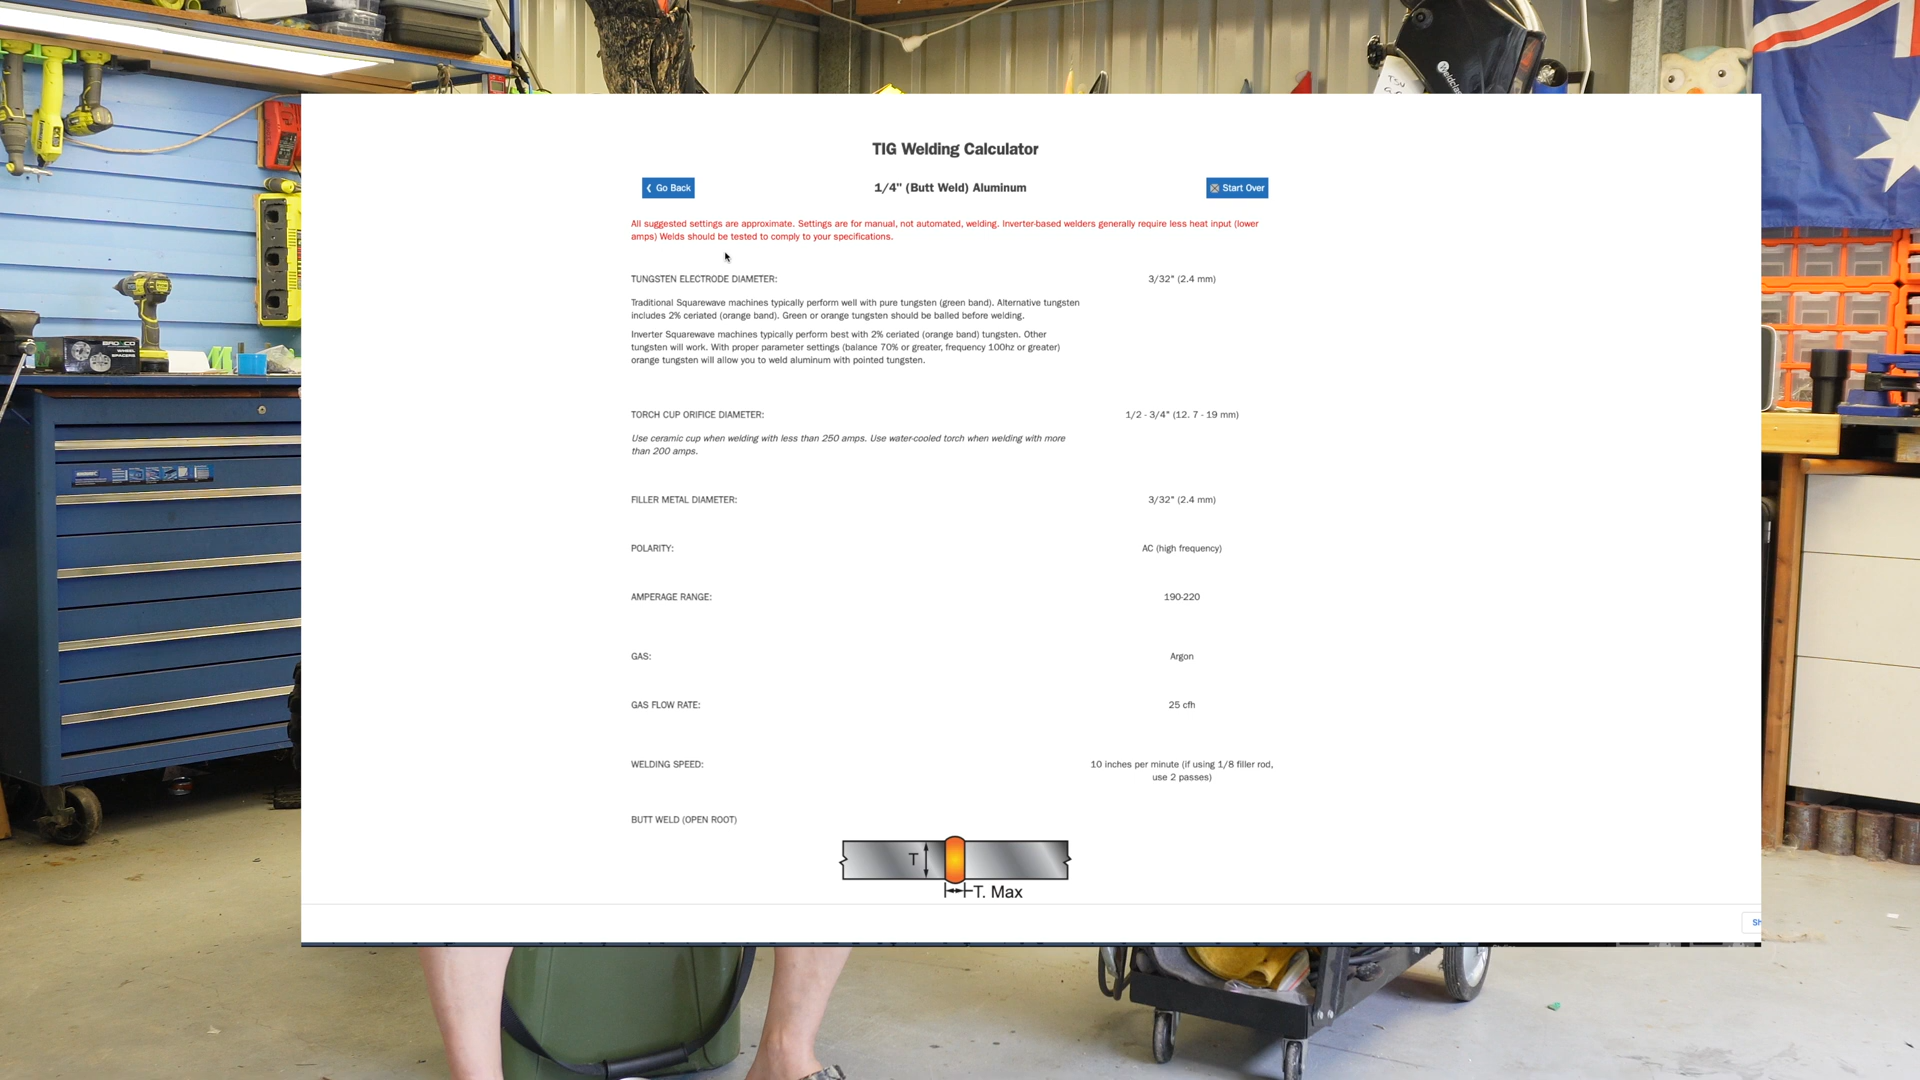 TIG Welding Calculator
Go Back
1/4" (Butt Weld) Aluminum
Start Over
All suggested settings are approximate. Settings are for manual, not automated, welding. Inverter-based welders generally require less heat input (lower
amps) Welds should be tested to comply to your specifications.
TUNGSTEN ELECTRODE DIAMETER:
3/32" (2.4 mm)
Traditional Squarewave machines typically perform well with pure tungsten (green band). Alternative tungsten
includes 2% ceriated (orange band). Green or orange tungsten should be balled before welding.
Inverter Squarewave machines typically perform best with 2% ceriated (orange band) tungsten. Other
tungsten will work. With proper parameter settings (balance 70% or greater, frequency 100hz or greater)
orange tungsten will allow you to weld aluminum with pointed tungsten.
TORCH CUP ORIFICE DIAMETER:
1/2 - 3/4" (12. 7 - 19 mm)
Use ceramic cup when welding with less than 250 amps. Use water-cooled torch when welding with more
than 200 amps.
FILLER METAL DIAMETER:
3/32" (2.4 mm)
POLARITY:
AC (high frequency)
AMPERAGE RANGE:
190-220
GAS:
Argon
GAS FLOW RATE:
25 cfh
WELDING SPEED:
10 inches per minute (if using 1/8 filler rod,
use 2 passes)
BUTT WELD (OPEN ROOT)
T
T. Max
WHEEL
SPACERS